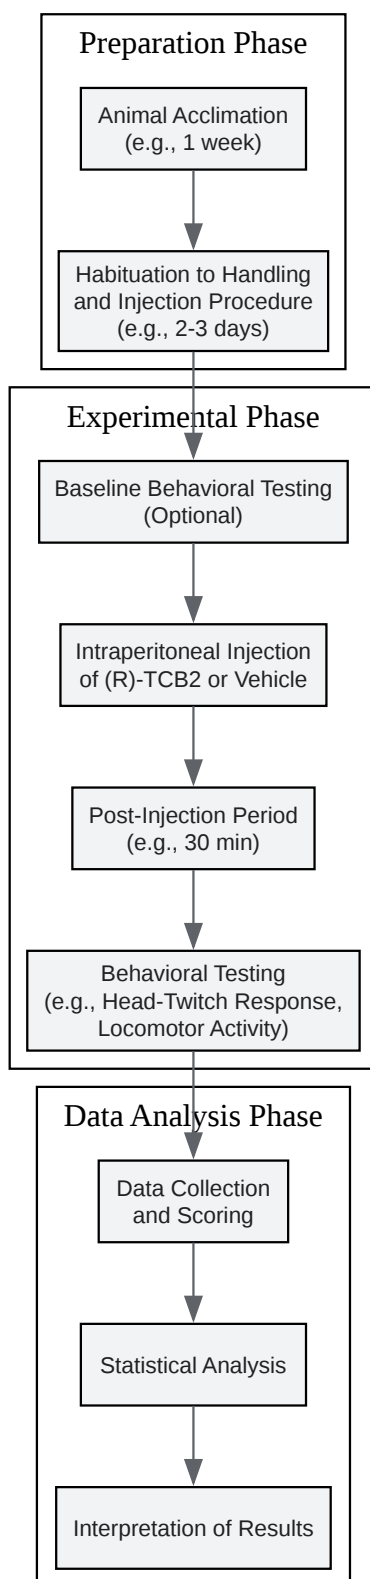 Preparation Phase
Animal Acclimation
(e.g., 1 week)
Habituation to Handling
and Injection Procedure
(e.g., 2-3 days)
Experimental Phase
Baseline Behavioral Testing
(Optional)
Intraperitoneal Injection
of (R)-TCB2 or Vehicle
Post-Injection Period
(e.g., 30 min)
Behavioral Testing
(e.g., Head-Twitch Response,
Locomotor Activity)
Data Analysis Phase
Data Collection
and Scoring
Statistical Analysis
Interpretation of Results